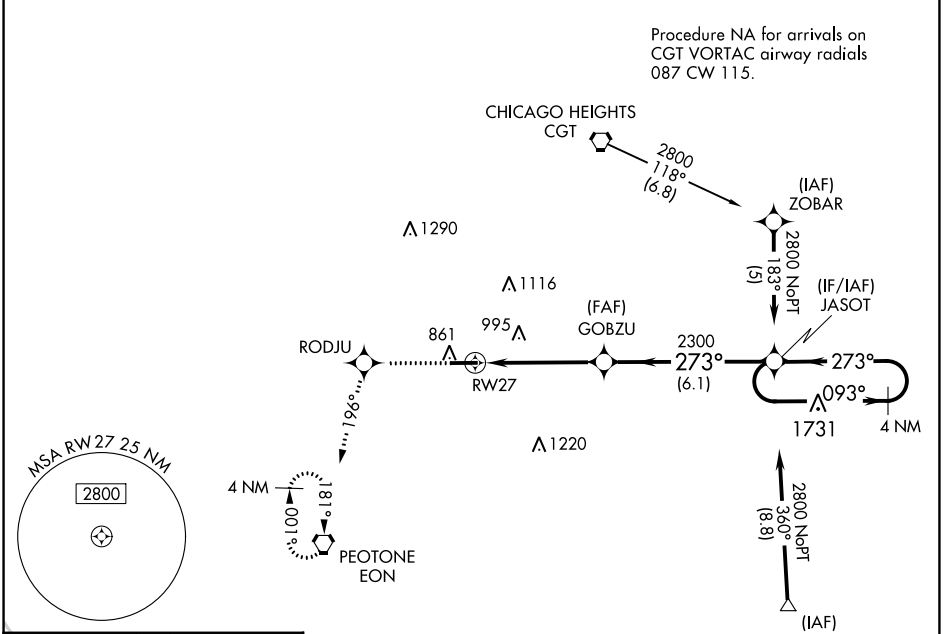 Procedure NA for arrivals on
CGT VORTAC airway radials
087 CW 115.
CHICAGO HEIGHTS
CGT
2800
118°
(6.8)
(IAF)
ZOBAR
2800 NoPT
183°
(5)
1290
1116
(IF/IAF)
JASOT
(FAF)
GOBZU
995
861
RODJU
RW27
2300
273°
(6.1)
273°
093°
1731
4 NM
196°
1220
MSA RW 27 25 NM
2800
4 NM
001°
181°
PEOTONE
EON
2800 NoPT
360°
(8.8)
(IAF)